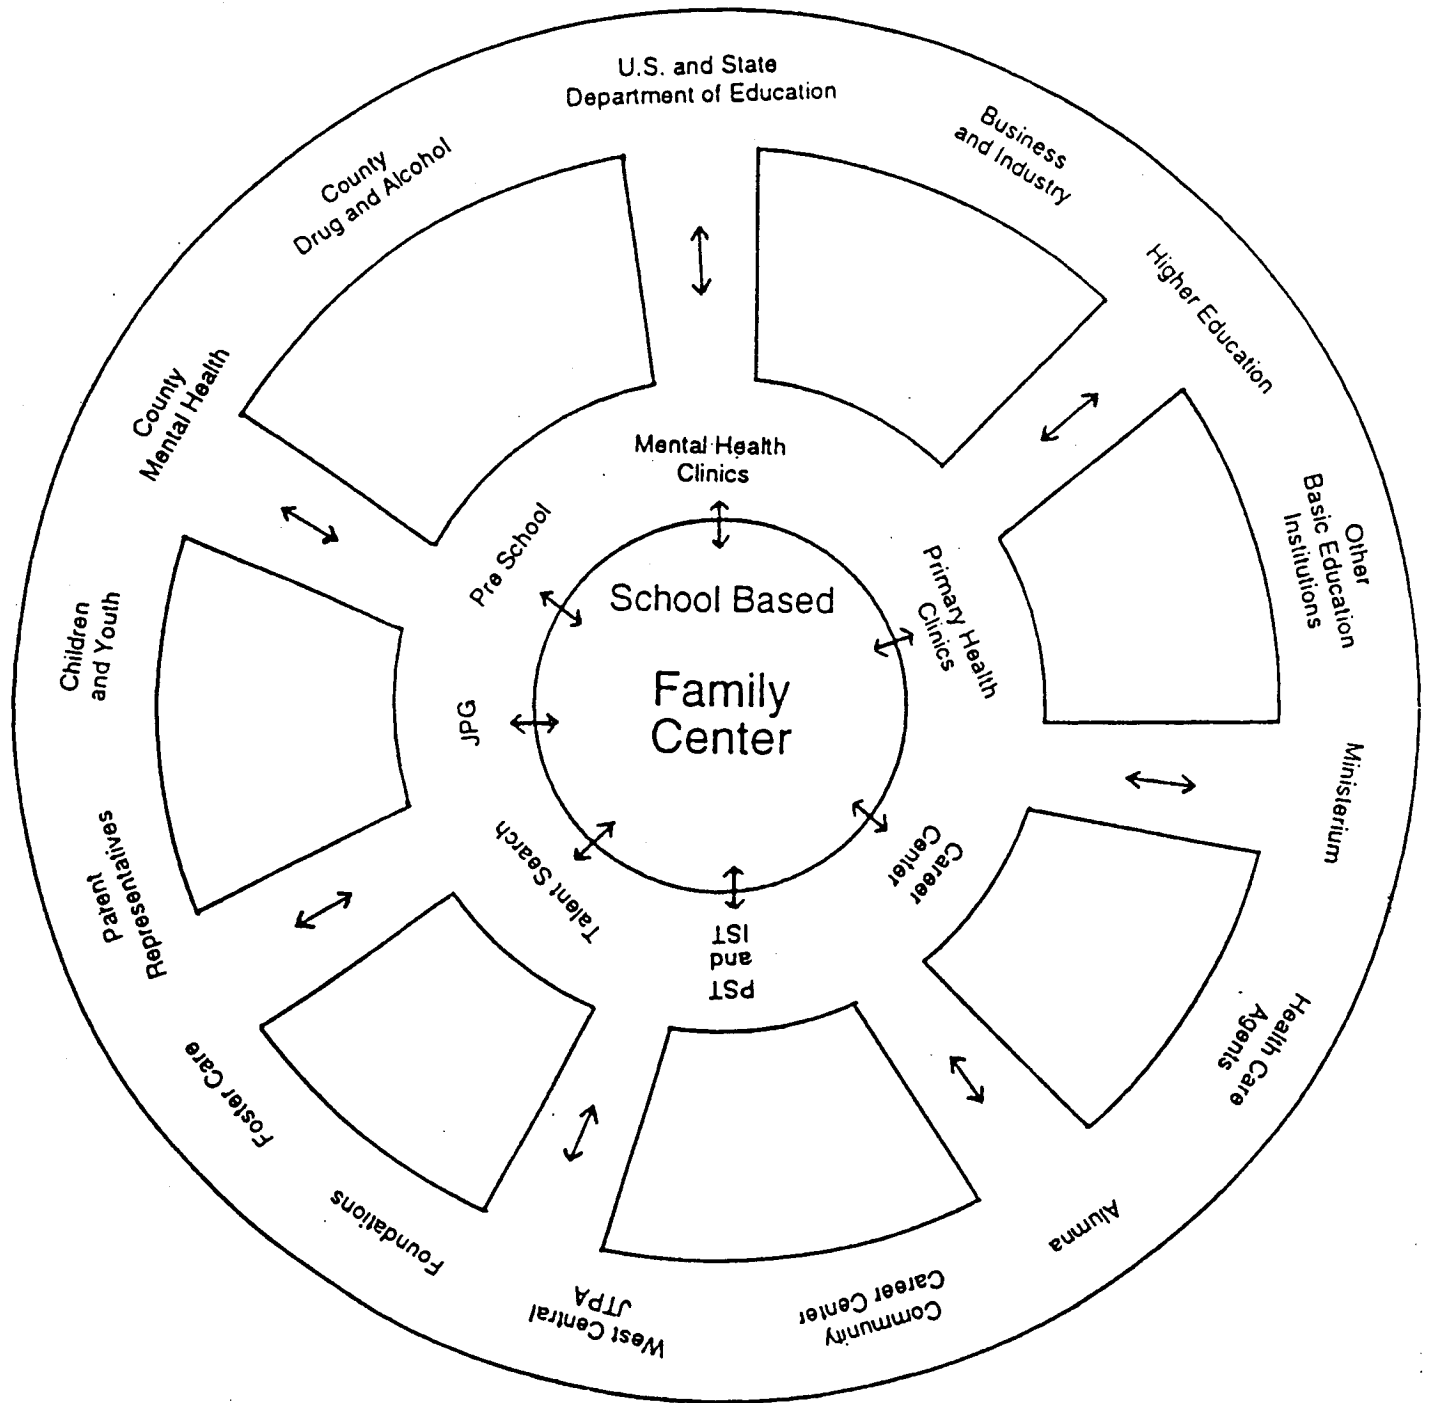 U.S. and State
Department of Education
Business
and Industry
Higher Education
Other
Basic Education
Institutions
Ministerium
Health Care
Agents
Alumna
Community
Career Center
West Central
JTPA
Foundations
Foster Care
Parent
Representatives
Children
and Youth
County
Mental Health
County
Drug and Alcohol
Mental Health
Clinics
Primary Health
Clinics
Career
Center
PST
and
IST
Talent Search
JPG
Pre School
School Based
Family
Center